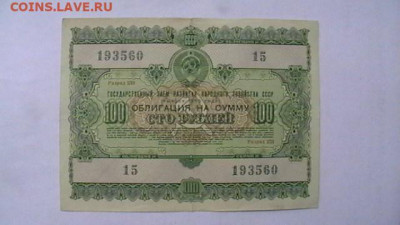 COINS.LAVE.RU
193560 15
ГОСУДАРСТВЕННЫЙ ЗАЕМ РАЗВИТИЯ НАРОДНОГО ХОЗЯЙСТВА СССР
ОБЛИГАЦИЯ НА СУММУ
100 СТО РУБЛЕЙ 100
15 193560
100